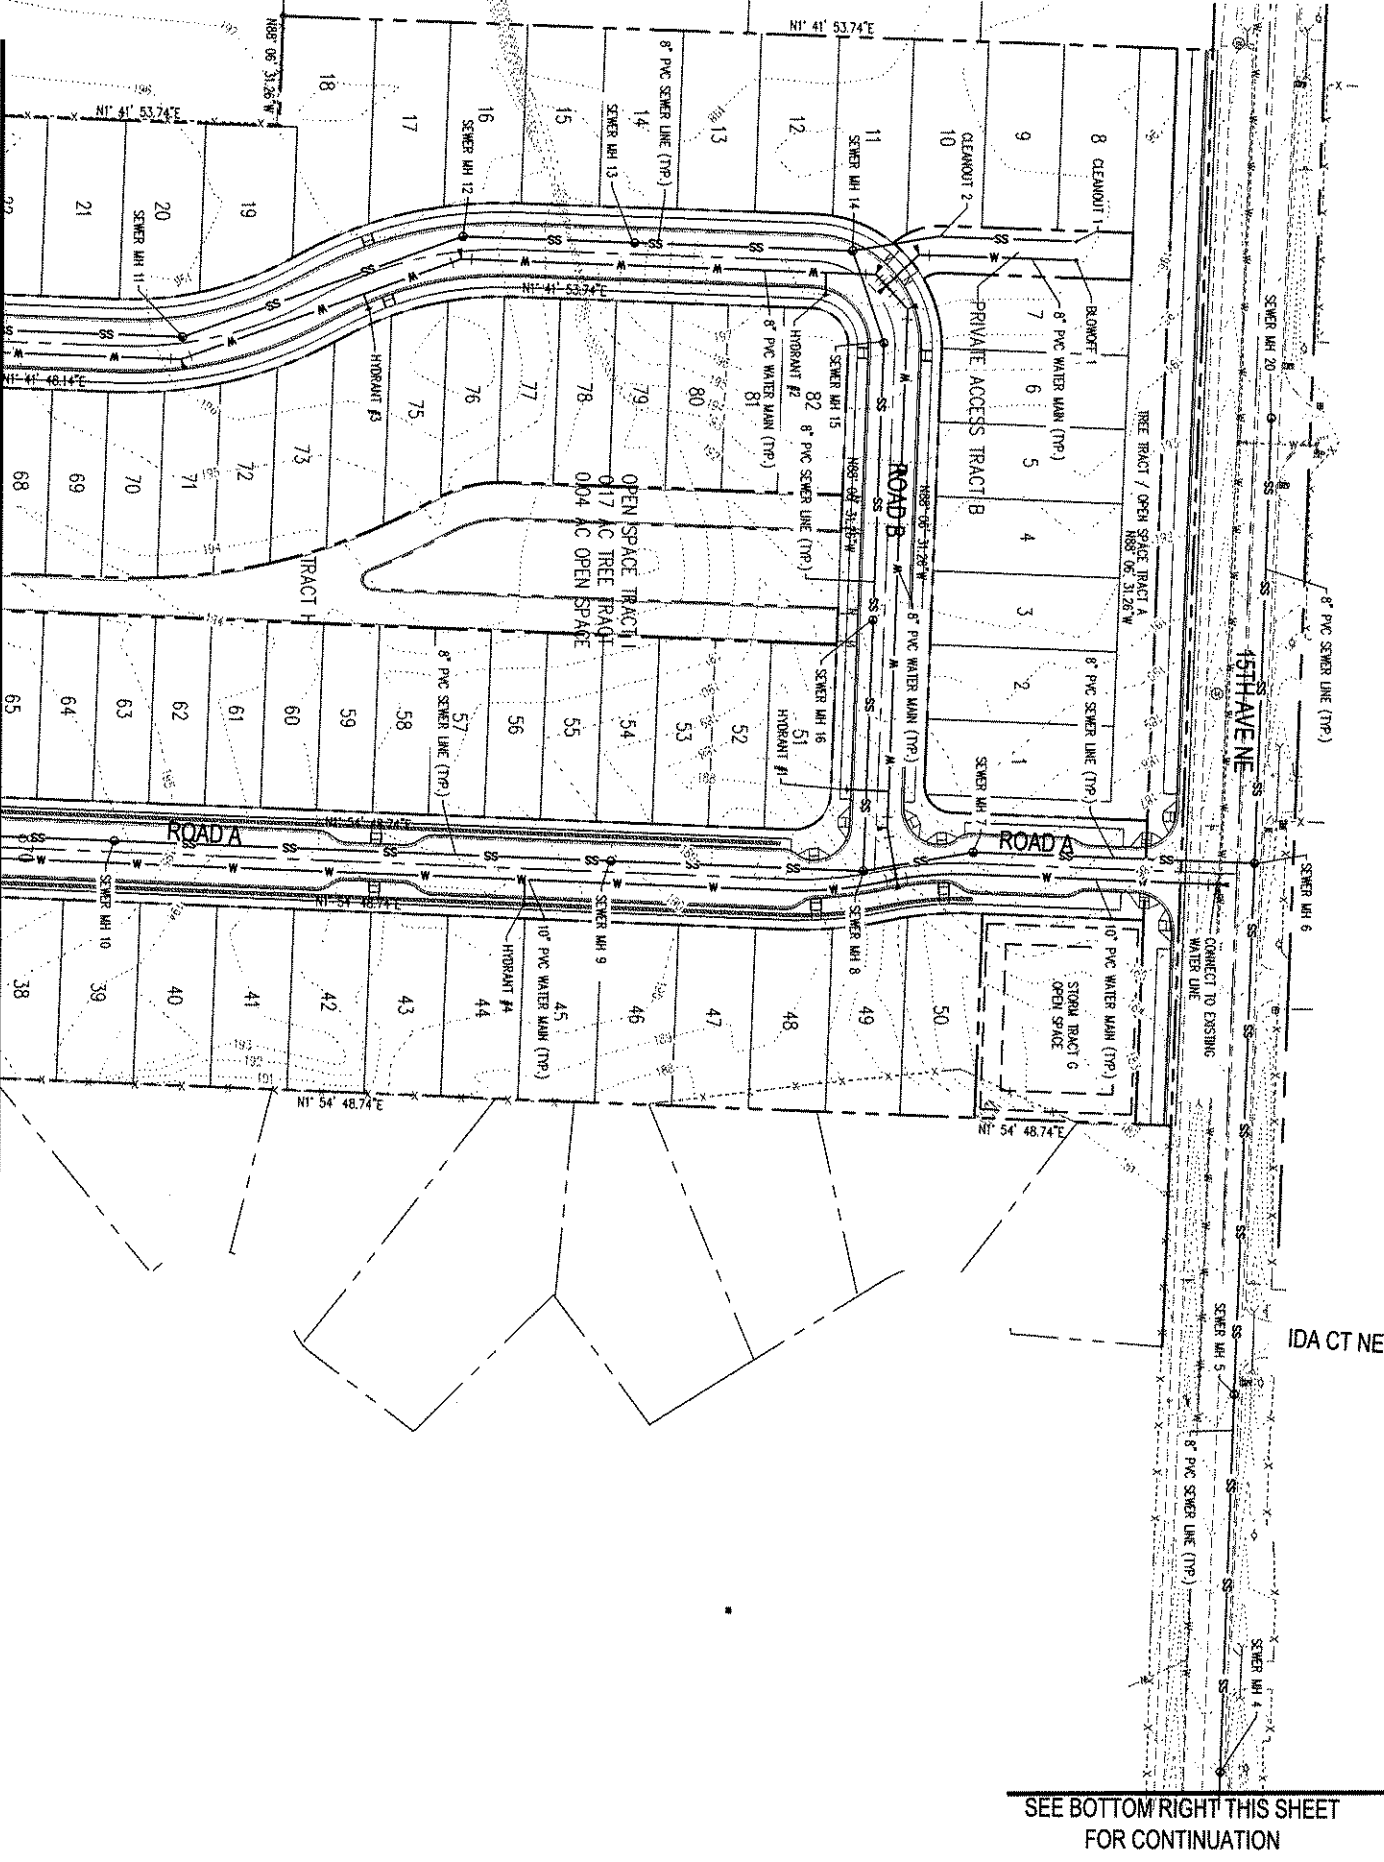 N1° 41' 53.74"E
N88° 06' 31.26"W
N1° 41' 53.74"E
18
17
16
15
14
13
12
11
10
9
8
8" PVC SEWER LINE (TYP.)
SEWER MH 13
SEWER MH 12
SEWER MH 14
CLEANOUT 2
CLEANOUT 1
19
20
21
22
SEWER MH 11
N1° 41' 53.74"E
N1° 41' 48.14"E
HYDRANT #3
8" PVC WATER MAIN (TYP.)
HYDRANT #2
SEWER MH 15
8" PVC SEWER LINE (TYP.)
PRIVATE ACCESS TRACT B
8" PVC WATER MAIN (TYP.)
BLOWOFF 1
7
6
5
4
3
2
1
TREE TRACT / OPEN SPACE TRACT A
N88° 06' 31.26"W
SEWER MH 20
8" PVC SEWER LINE (TYP.)
15TH AVE NE
82
81
80
79
78
77
76
75
73
72
71
70
69
68
ROAD B
N88° 06' 31.26"W
N88° 06' 31.26"W
OPEN SPACE TRACT I
0.17 AC TREE TRACT
0.04 AC OPEN SPACE
TRACT H
8" PVC WATER MAIN (TYP.)
SEWER MH 16
HYDRANT #1
SEWER MH 7
8" PVC SEWER LINE (TYP.)
8" PVC SEWER LINE (TYP.)
51
52
53
54
55
56
57
58
59
60
61
62
63
64
65
ROAD A
N1° 54' 48.74"E
ROAD A
SEWER MH 6
SEWER MH 10
N1° 54' 48.74"E
HYDRANT #4
10" PVC WATER MAIN (TYP.)
SEWER MH 9
SEWER MH 8
10" PVC WATER MAIN (TYP.)
CONNECT TO EXISTING
WATER LINE
STORM TRACT G
OPEN SPACE
38
39
40
41
42
43
44
45
46
47
48
49
50
N1° 54' 48.74"E
N1° 54' 48.74"E
IDA CT NE
SEWER MH 5
8" PVC SEWER LINE (TYP.)
SEWER MH 4
SEE BOTTOM RIGHT THIS SHEET
FOR CONTINUATION